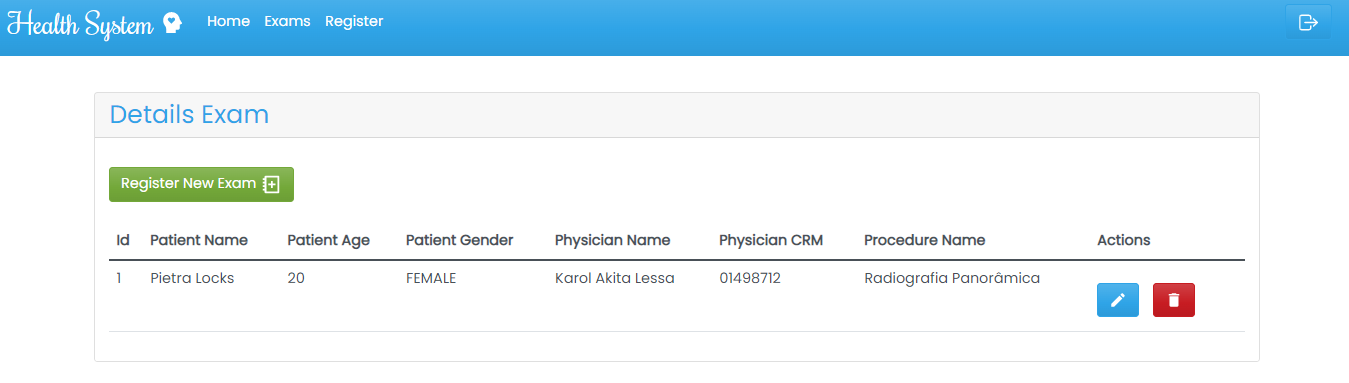 Health System Home Exams Register
Details Exam
Register New Exam
Id Patient Name Patient Age Patient Gender Physician Name Physician CRM Procedure Name Actions
1 Pietra Locks 20 FEMALE Karol Akita Lessa 01498712 Radiografia Panorâmica